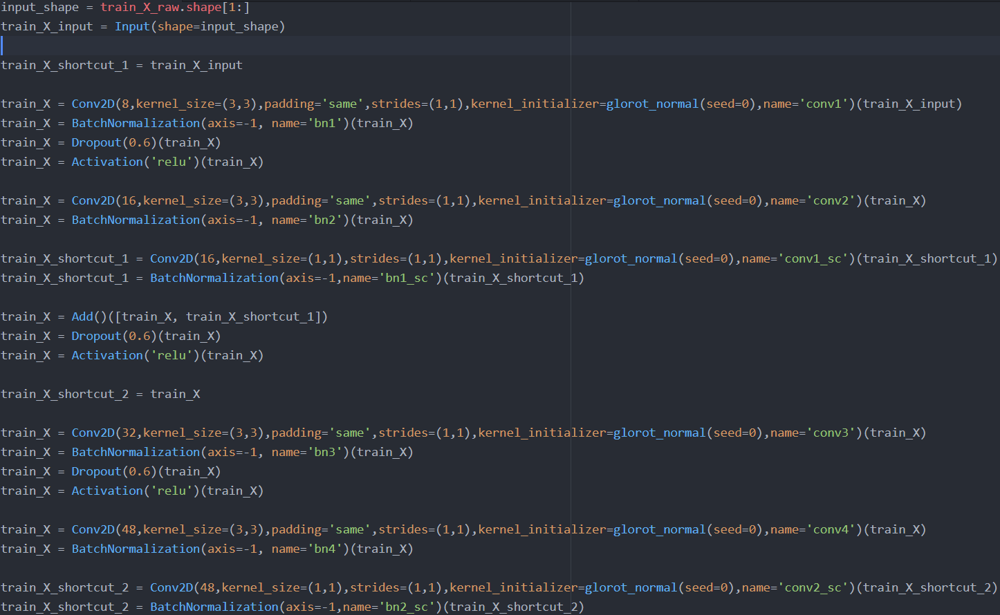 input_shape = train_X_raw.shape[1:]
train_X_input = Input(shape=input_shape)
train_X_shortcut_1 = train_X_input
train_X = Conv2D(8,kernel_size=(3,3),padding='same',strides=(1,1),kernel_initializer=glorot_normal(seed=0),name='conv1')(train_X_input)
train_X = BatchNormalization(axis=-1, name='bn1')(train_X)
train_X = Dropout(0.6)(train_X)
train_X = Activation('relu')(train_X)
train_X = Conv2D(16,kernel_size=(3,3),padding='same',strides=(1,1),kernel_initializer=glorot_normal(seed=0),name='conv2')(train_X)
train_X = BatchNormalization(axis=-1, name='bn2')(train_X)
train_X_shortcut_1 = Conv2D(16,kernel_size=(1,1),strides=(1,1),kernel_initializer=glorot_normal(seed=0),name='conv1_sc')(train_X_shortcut_1)
train_X_shortcut_1 = BatchNormalization(axis=-1,name='bn1_sc')(train_X_shortcut_1)
train_X = Add()([train_X, train_X_shortcut_1])
train_X = Dropout(0.6)(train_X)
train_X = Activation('relu')(train_X)
train_X_shortcut_2 = train_X
train_X = Conv2D(32,kernel_size=(3,3),padding='same',strides=(1,1),kernel_initializer=glorot_normal(seed=0),name='conv3')(train_X)
train_X = BatchNormalization(axis=-1, name='bn3')(train_X)
train_X = Dropout(0.6)(train_X)
train_X = Activation('relu')(train_X)
train_X = Conv2D(48,kernel_size=(3,3),padding='same',strides=(1,1),kernel_initializer=glorot_normal(seed=0),name='conv4')(train_X)
train_X = BatchNormalization(axis=-1, name='bn4')(train_X)
train_X_shortcut_2 = Conv2D(48,kernel_size=(1,1),strides=(1,1),kernel_initializer=glorot_normal(seed=0),name='conv2_sc')(train_X_shortcut_2)
train_X_shortcut_2 = BatchNormalization(axis=-1,name='bn2_sc')(train_X_shortcut_2)